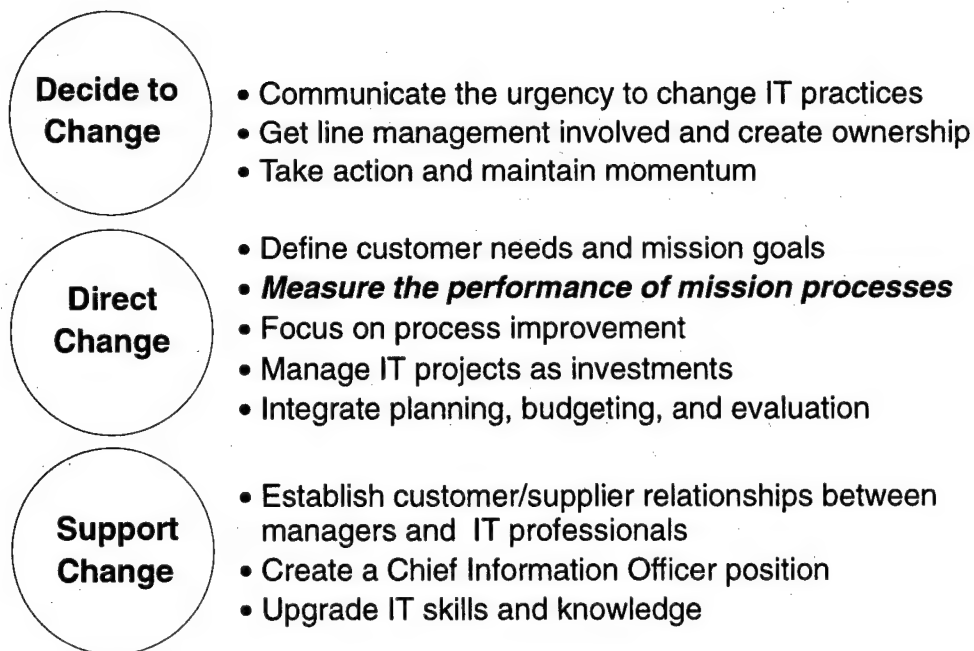 Decide to
Change
• Communicate the urgency to change IT practices
• Get line management involved and create ownership
• Take action and maintain momentum
Direct
Change
• Define customer needs and mission goals
• Measure the performance of mission processes
• Focus on process improvement
• Manage IT projects as investments
• Integrate planning, budgeting, and evaluation
Support
Change
• Establish customer/supplier relationships between
managers and IT professionals
• Create a Chief Information Officer position
• Upgrade IT skills and knowledge